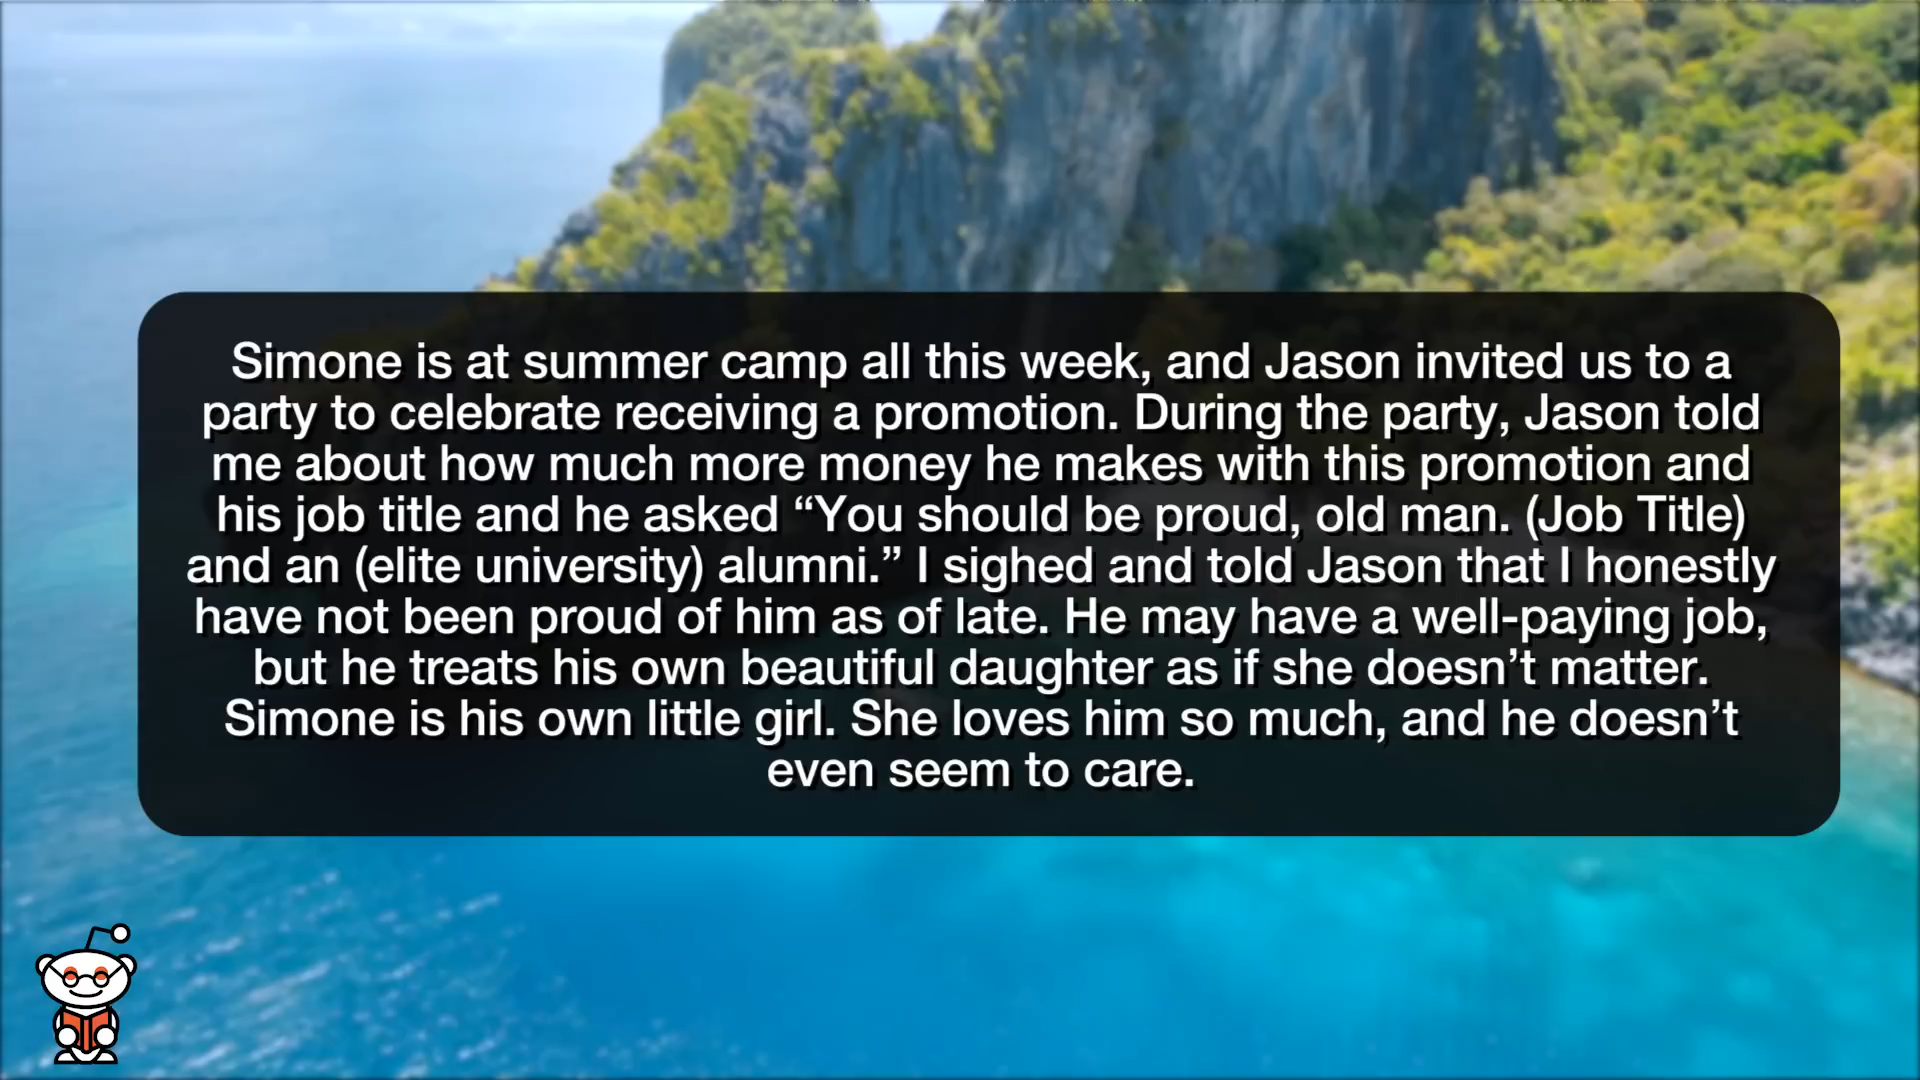 Simone is at summer camp all this week, and Jason invited us to a
party to celebrate receiving a promotion. During the party, Jason told
me about how much more money he makes with this promotion and
his job title and he asked “You should be proud, old man. (Job Title)
and an (elite university) alumni.” I sighed and told Jason that I honestly
have not been proud of him as of late. He may have a well-paying job,
but he treats his own beautiful daughter as if she doesn’t matter.
Simone is his own little girl. She loves him so much, and he doesn’t
even seem to care.